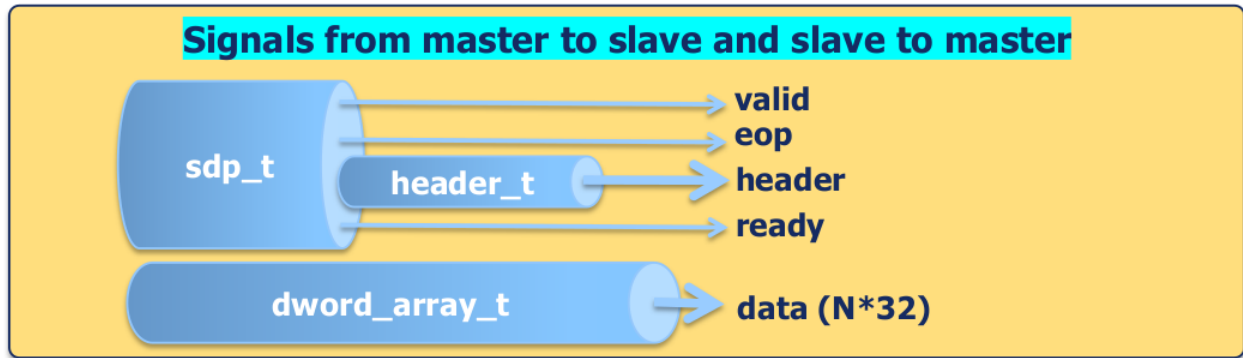 Signals from master to slave and slave to master
valid
eop
sdp_t
header_t
header
ready
dword_array_t
data (N*32)